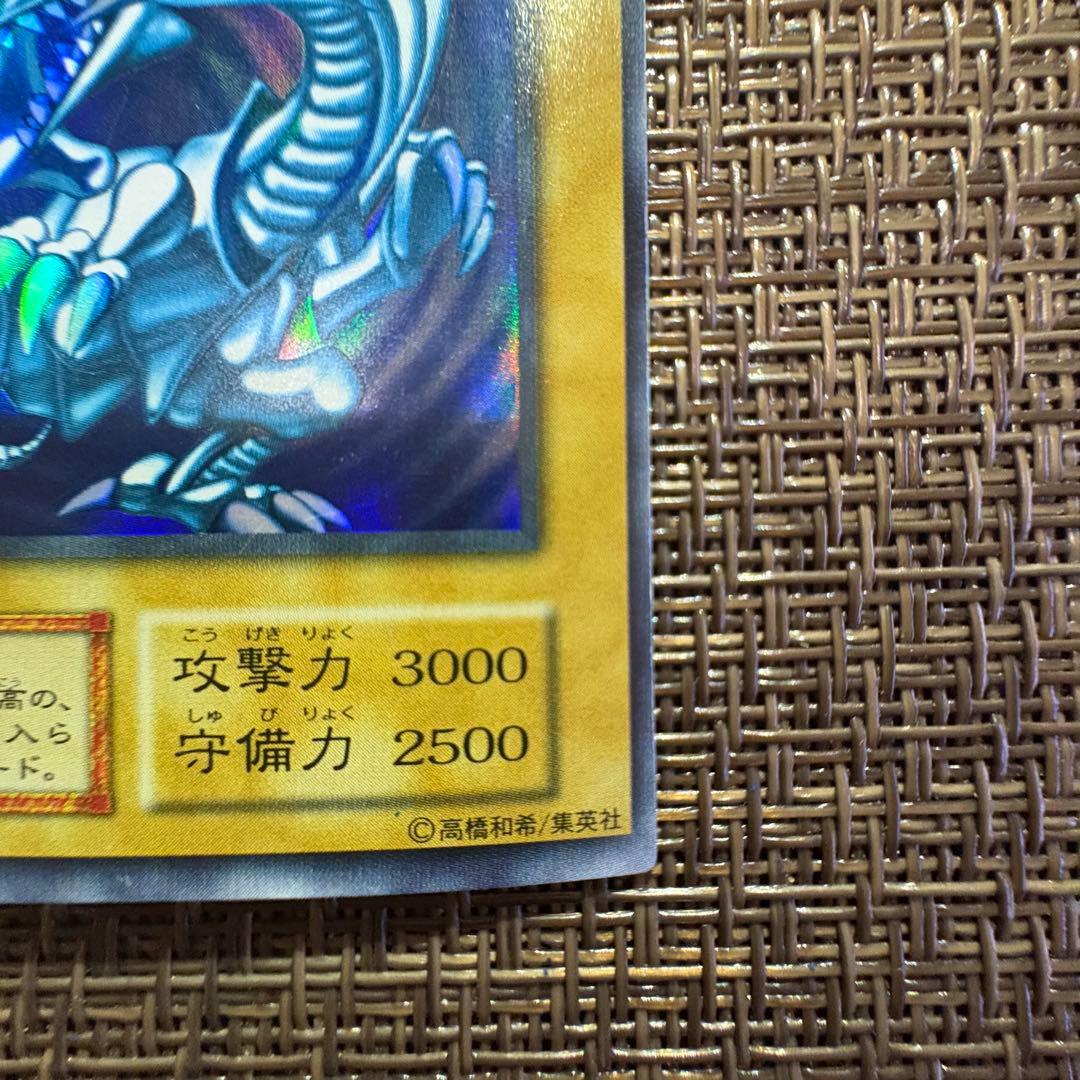 こう げき りょく
攻撃力 3000
しゅ び りょく
守備力 2500
高の、
入ら
ード。
©高橋和希/集英社